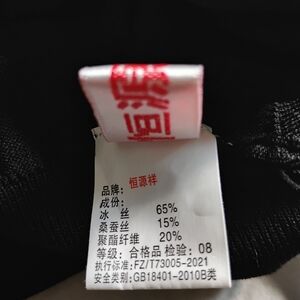 恒源
品牌: 恒源祥
成份:
冰 丝 65%
桑蚕丝 15%
聚酯纤维 20%
等级: 合格品 检验: 08
执行标准: FZ/T73005-2021
安全类别: GB18401-2010B类